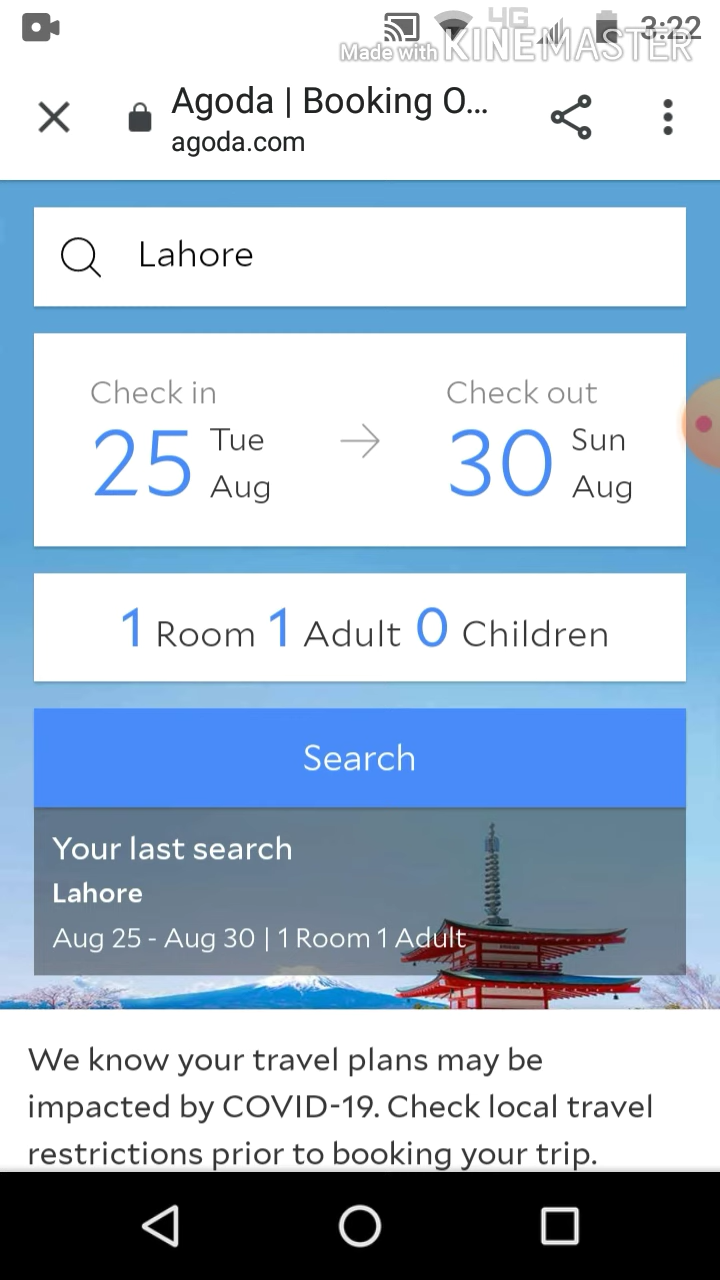 4G 3:22
Made with KINEMASTER
Agoda | Booking O...
agoda.com
Lahore
Check in
25 Tue Aug
Check out
30 Sun Aug
1 Room 1 Adult 0 Children
Search
Your last search
Lahore
Aug 25 - Aug 30 | 1 Room 1 Adult
We know your travel plans may be
impacted by COVID-19. Check local travel
restrictions prior to booking your trip.